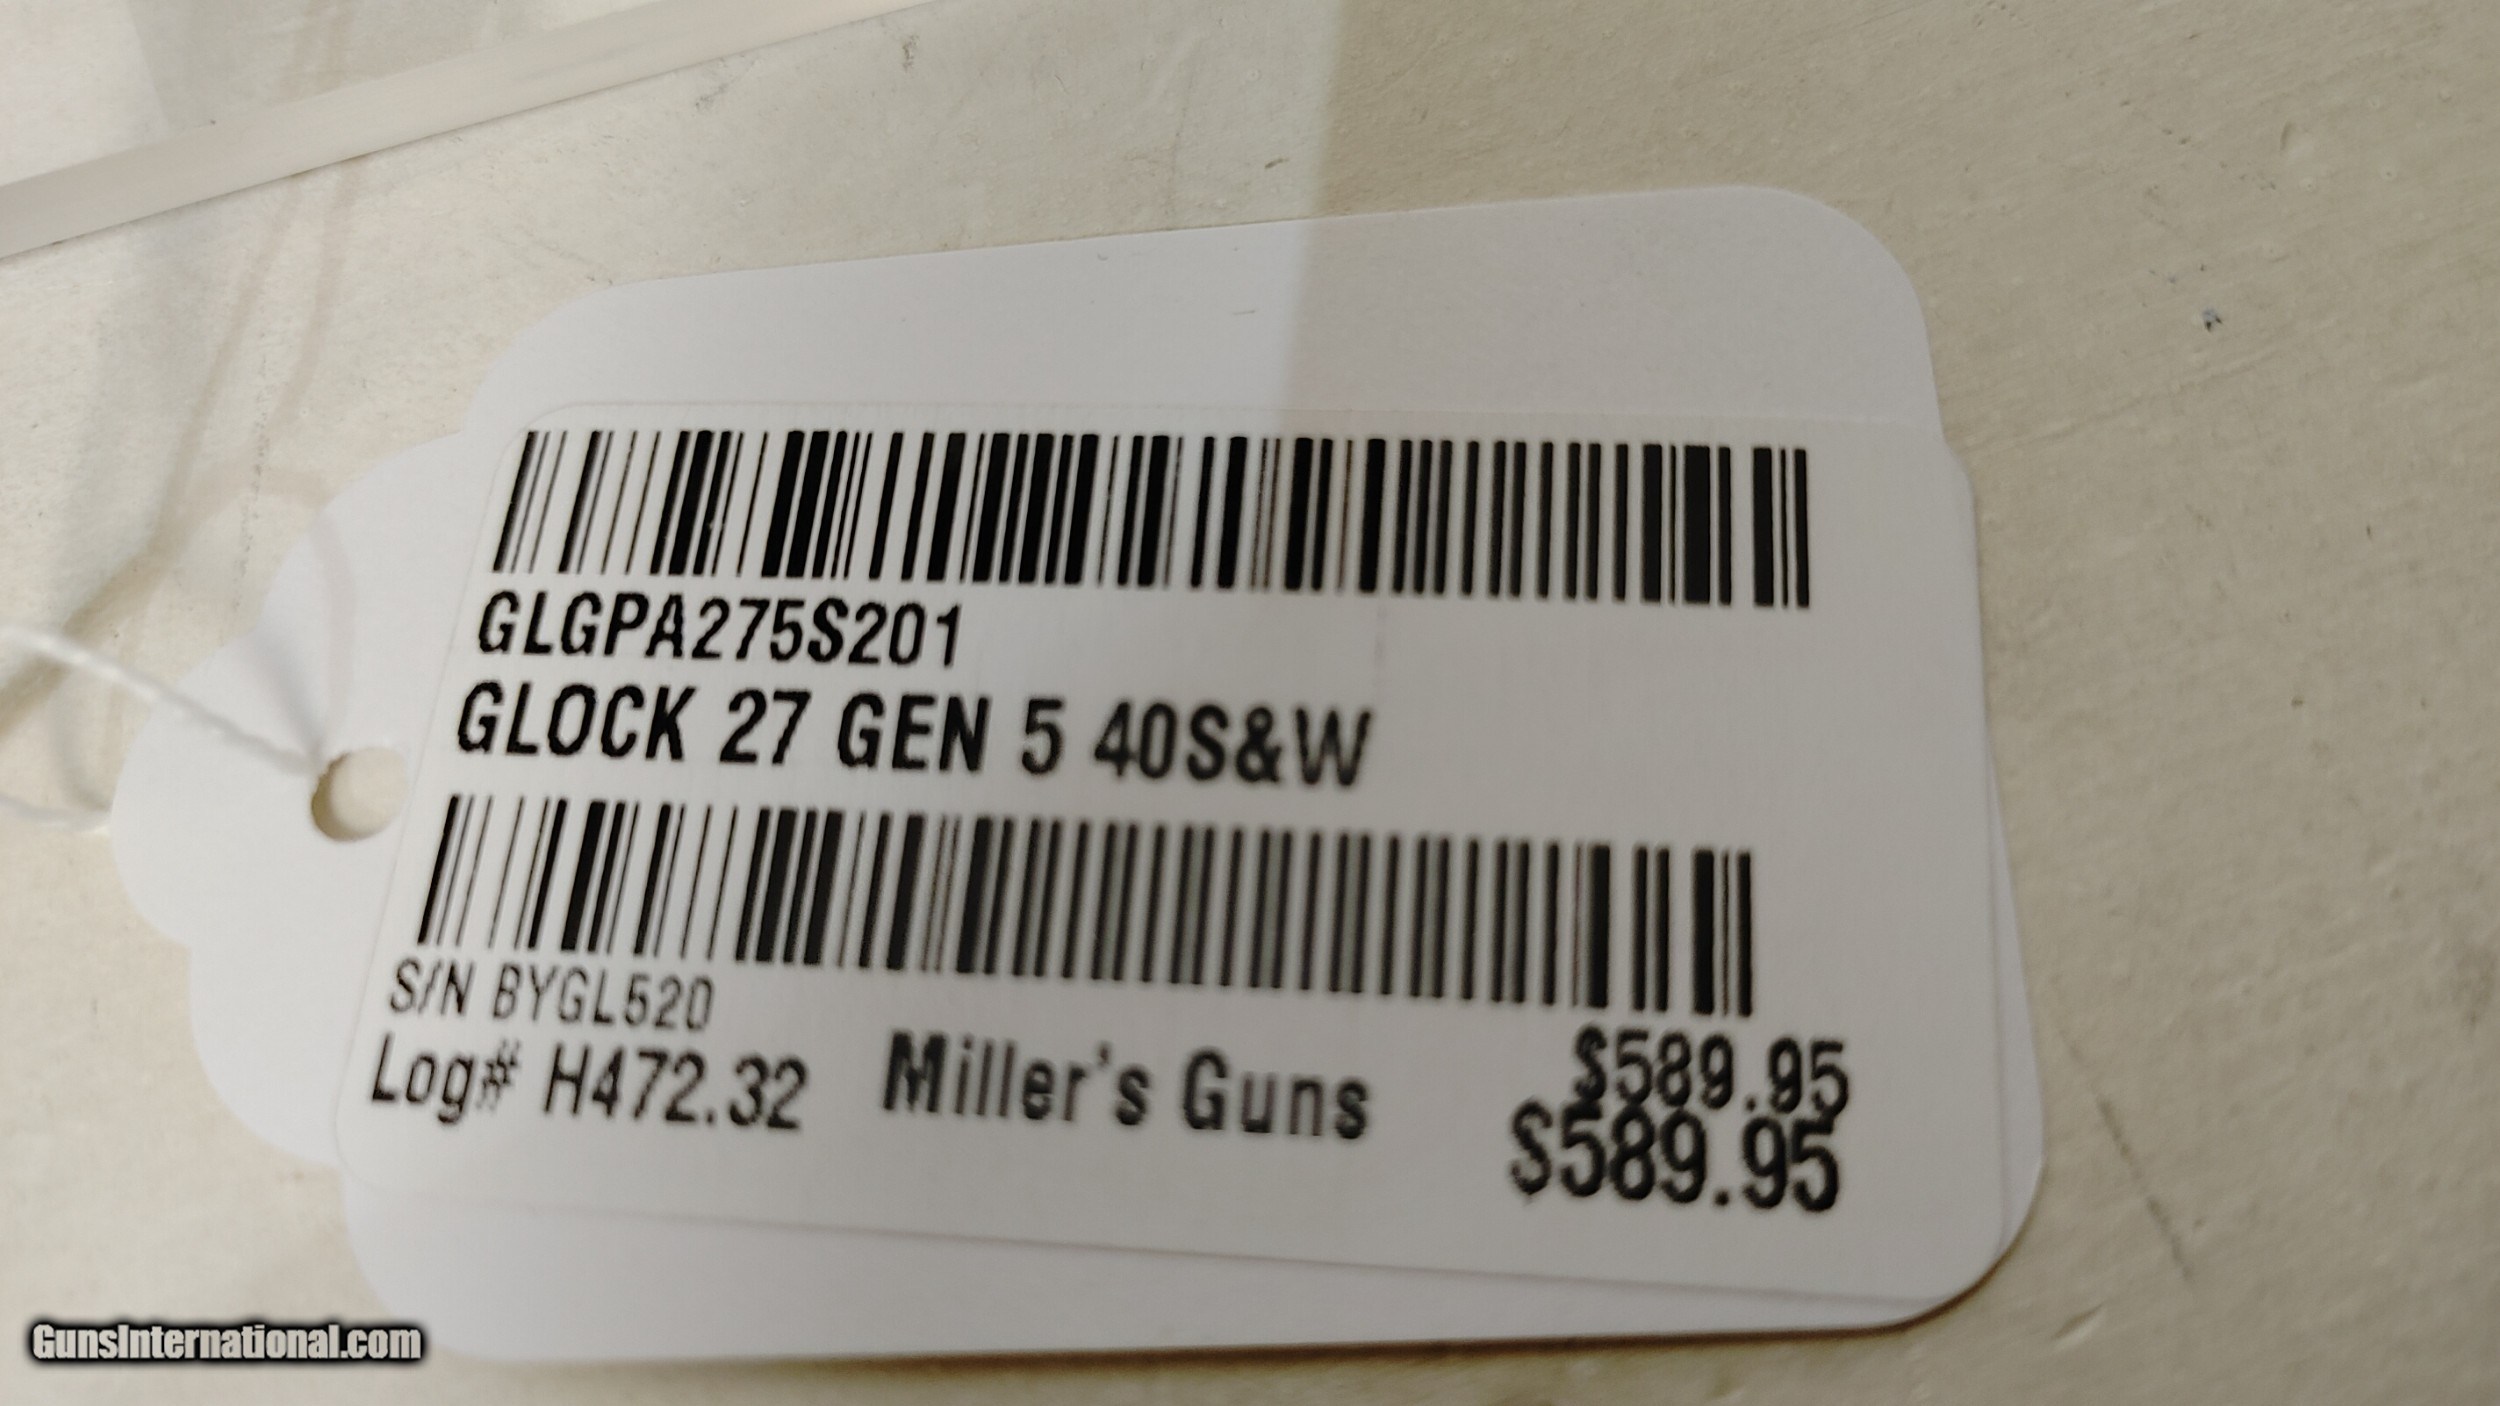 GLGPA275S201
GLOCK 27 GEN 5 40S&W
S/N BYGL520
Log# H472.32 Miller's Guns $589.95
$589.95
GunsInternational.com